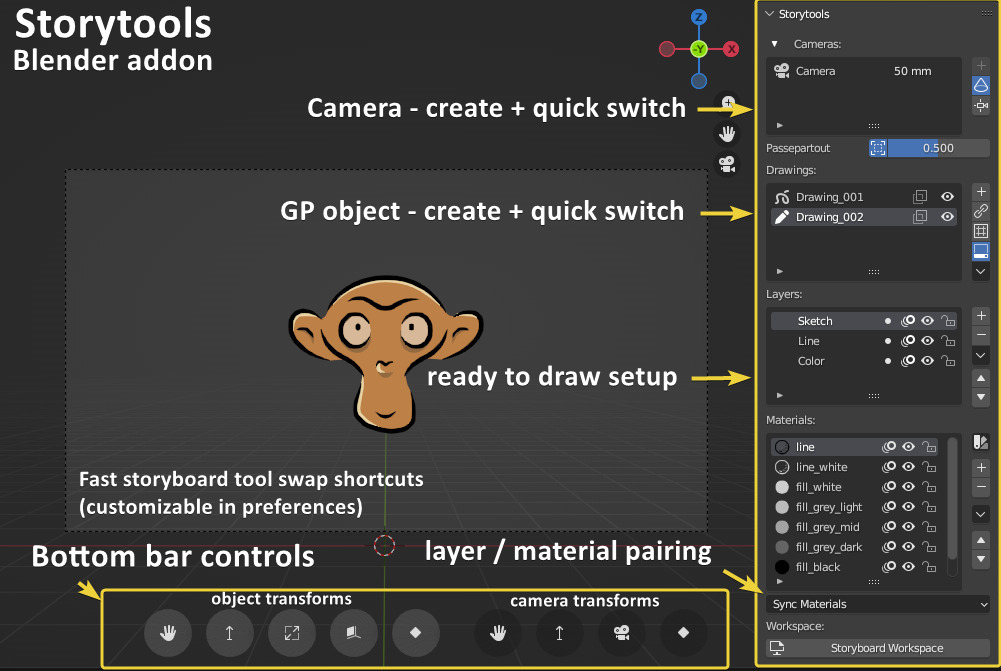 Storytools
Blender addon
Z
-Y
X
Camera - create + quick switch
GP object - create + quick switch
ready to draw setup
Fast storyboard tool swap shortcuts
(customizable in preferences)
Bottom bar controls
layer / material pairing
object transforms
camera transforms
Storytools
Cameras:
Camera 50 mm
Passepartout 0.500
Drawings:
Drawing_001
Drawing_002
Layers:
Sketch
Line
Color
Materials:
line
line_white
fill_white
fill_grey_light
fill_grey_mid
fill_grey_dark
fill_black
Sync Materials
Workspace:
Storyboard Workspace